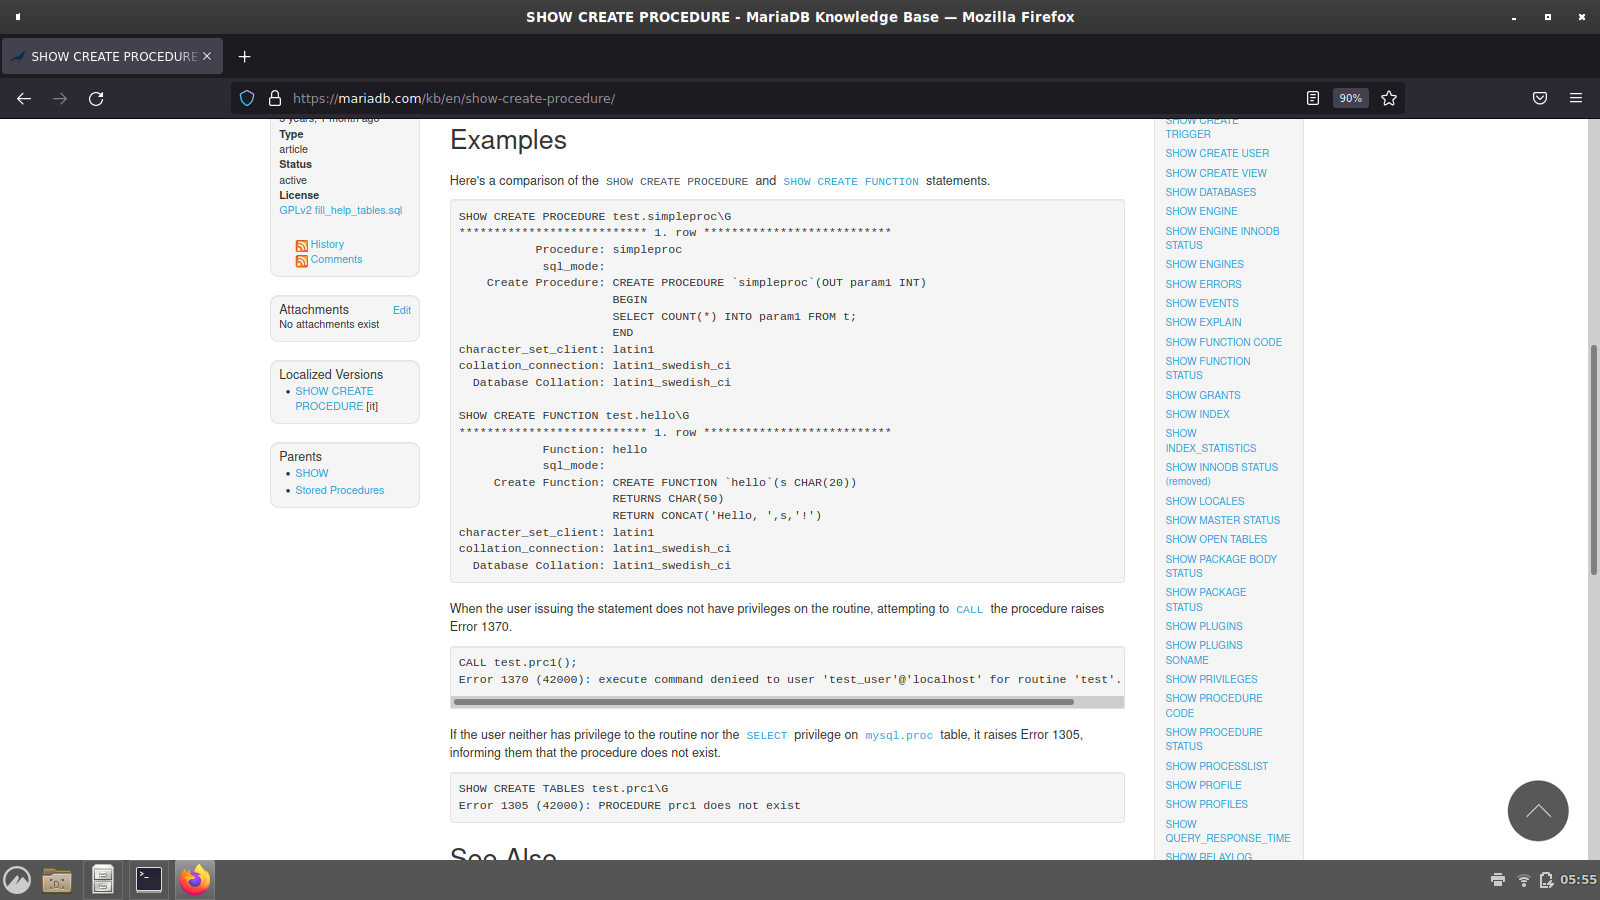 SHOW CREATE PROCEDURE - MariaDB Knowledge Base — Mozilla Firefox
SHOW CREATE PROCEDURE
https://mariadb.com/kb/en/show-create-procedure/
90%
Type
article
Status
active
License
GPLv2 fill_help_tables.sql
History
Comments
Attachments
Edit
No attachments exist
Localized Versions
SHOW CREATE
PROCEDURE [it]
Parents
SHOW
Stored Procedures
Examples
Here's a comparison of the SHOW CREATE PROCEDURE and SHOW CREATE FUNCTION statements.
SHOW CREATE PROCEDURE test.simpleproc\G
*************************** 1. row ***************************
Procedure: simpleproc
sql_mode:
Create Procedure: CREATE PROCEDURE `simpleproc`(OUT param1 INT)
BEGIN
SELECT COUNT(*) INTO param1 FROM t;
END
character_set_client: latin1
collation_connection: latin1_swedish_ci
Database Collation: latin1_swedish_ci
SHOW CREATE FUNCTION test.hello\G
*************************** 1. row ***************************
Function: hello
sql_mode:
Create Function: CREATE FUNCTION `hello`(s CHAR(20))
RETURNS CHAR(50)
RETURN CONCAT('Hello, ',s,'!')
character_set_client: latin1
collation_connection: latin1_swedish_ci
Database Collation: latin1_swedish_ci
When the user issuing the statement does not have privileges on the routine, attempting to CALL the procedure raises
Error 1370.
CALL test.prc1();
Error 1370 (42000): execute command denieed to user 'test_user'@'localhost' for routine 'test'.
If the user neither has privilege to the routine nor the SELECT privilege on mysql.proc table, it raises Error 1305,
informing them that the procedure does not exist.
SHOW CREATE TABLES test.prc1\G
Error 1305 (42000): PROCEDURE prc1 does not exist
See Also
SHOW CREATE
TRIGGER
SHOW CREATE USER
SHOW CREATE VIEW
SHOW DATABASES
SHOW ENGINE
SHOW ENGINE INNODB
STATUS
SHOW ENGINES
SHOW ERRORS
SHOW EVENTS
SHOW EXPLAIN
SHOW FUNCTION CODE
SHOW FUNCTION
STATUS
SHOW GRANTS
SHOW INDEX
SHOW
INDEX_STATISTICS
SHOW INNODB STATUS
(removed)
SHOW LOCALES
SHOW MASTER STATUS
SHOW OPEN TABLES
SHOW PACKAGE BODY
STATUS
SHOW PACKAGE
STATUS
SHOW PLUGINS
SHOW PLUGINS
SONAME
SHOW PRIVILEGES
SHOW PROCEDURE
CODE
SHOW PROCEDURE
STATUS
SHOW PROCESSLIST
SHOW PROFILE
SHOW PROFILES
SHOW
QUERY_RESPONSE_TIME
SHOW RELAYLOG
05:55